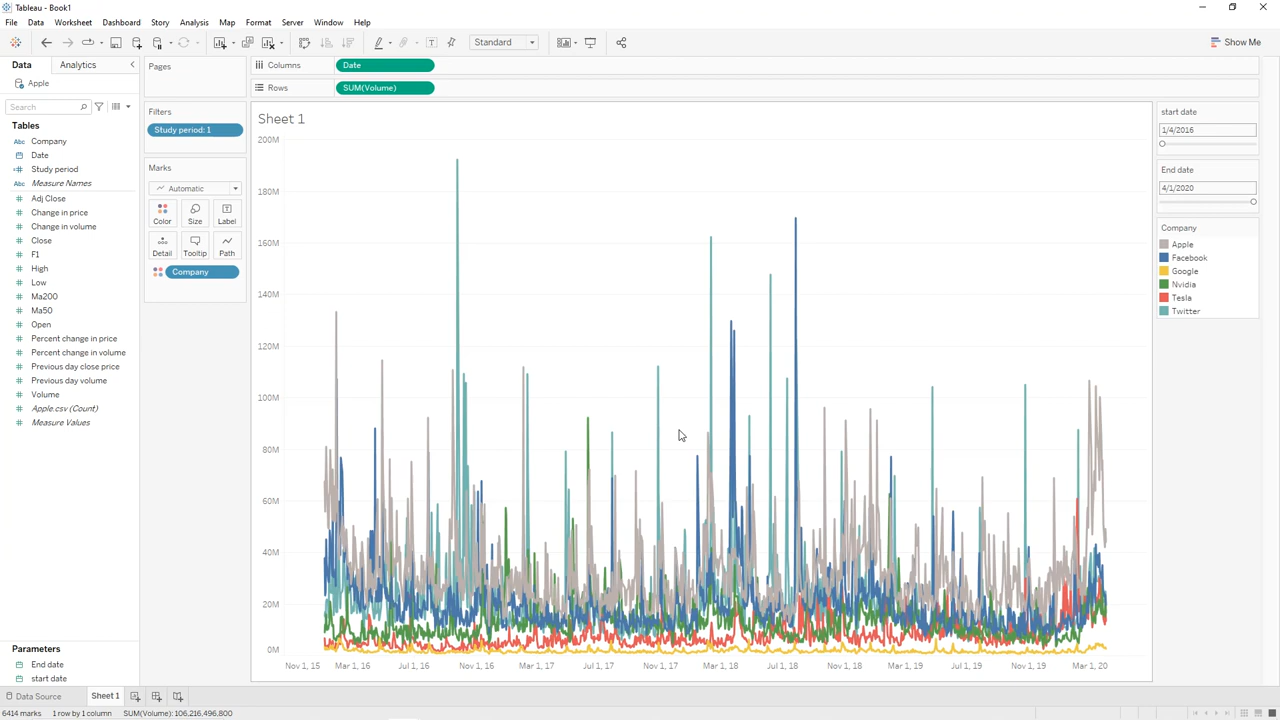 Tableau - Book1
File Data Worksheet Dashboard Story Analysis Map Format Server Window Help
Standard
Show Me
Data Analytics
Apple
Search
Tables
Abc Company
Date
Study period
Abc Measure Names
Adj Close
Change in price
Change in volume
Close
F1
High
Low
Ma200
Ma50
Open
Percent change in price
Percent change in volume
Previous day close price
Previous day volume
Volume
Apple.csv (Count)
Measure Values
Parameters
End date
start date
Pages
Filters
Study period: 1
Marks
Automatic
Color Size Label
Detail Tooltip Path
Company
Columns Date
Rows SUM(Volume)
Sheet 1
200M
180M
160M
140M
120M
100M
80M
60M
40M
20M
0M
Nov 1, 15 Mar 1, 16 Jul 1, 16 Nov 1, 16 Mar 1, 17 Jul 1, 17 Nov 1, 17 Mar 1, 18 Jul 1, 18 Nov 1, 18 Mar 1, 19 Jul 1, 19 Nov 1, 19 Mar 1, 20
start date
1/4/2016
End date
4/1/2020
Company
Apple
Facebook
Google
Nvidia
Tesla
Twitter
Data Source Sheet 1
6414 marks 1 row by 1 column SUM(Volume): 106,216,496,800